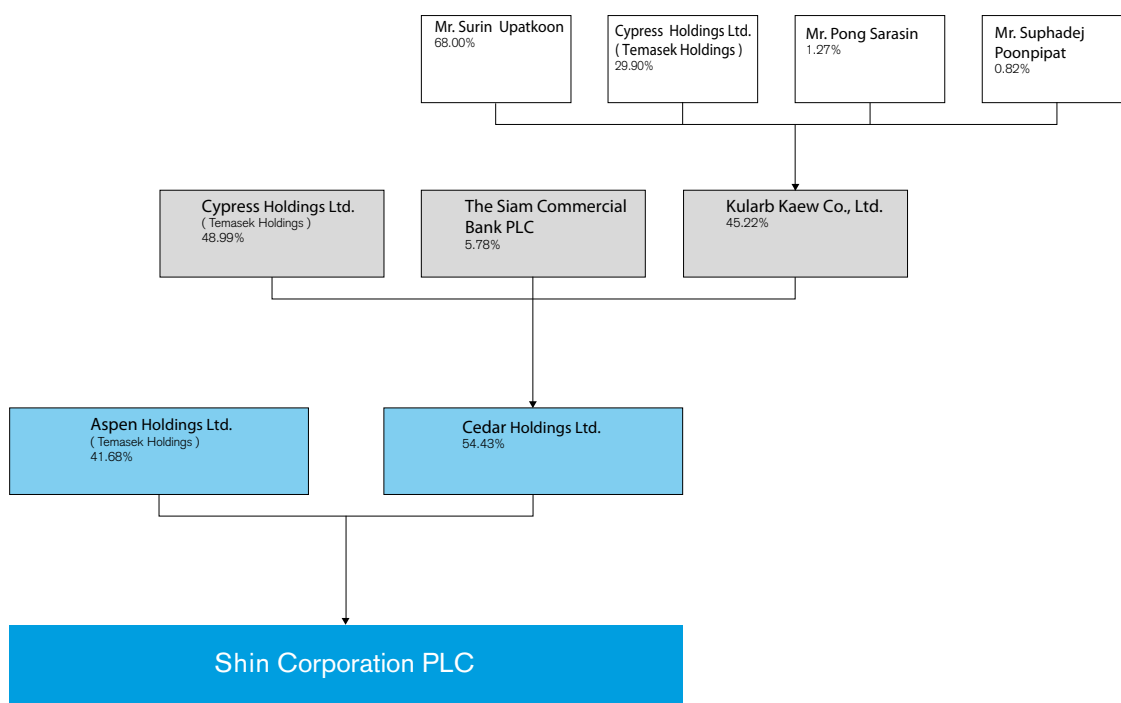 Mr. Surin Upatkoon
68.00%
Cypress Holdings Ltd.
( Temasek Holdings )
29.90%
Mr. Pong Sarasin
1.27%
Mr. Suphadej
Poonpipat
0.82%
Cypress Holdings Ltd.
( Temasek Holdings )
48.99%
The Siam Commercial
Bank PLC
5.78%
Kularb Kaew Co., Ltd.
45.22%
Aspen Holdings Ltd.
( Temasek Holdings )
41.68%
Cedar Holdings Ltd.
54.43%
Shin Corporation PLC